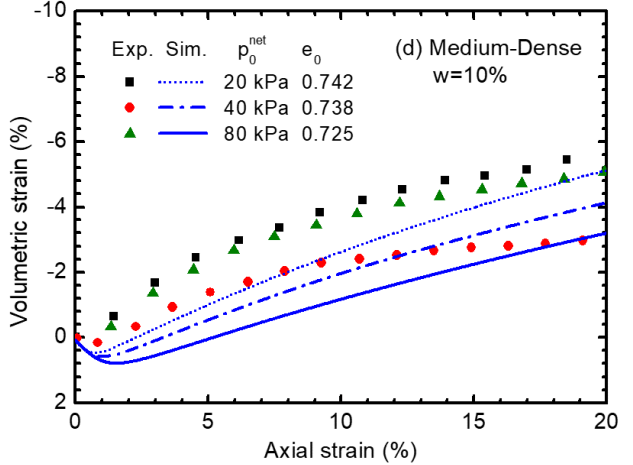 -10
-8
-6
-4
-2
0
2
Volumetric strain (%)
Exp. Sim. p₀ⁿᵉᵗ e₀
20 kPa 0.742
40 kPa 0.738
80 kPa 0.725
(d) Medium-Dense
w=10%
0 5 10 15 20
Axial strain (%)